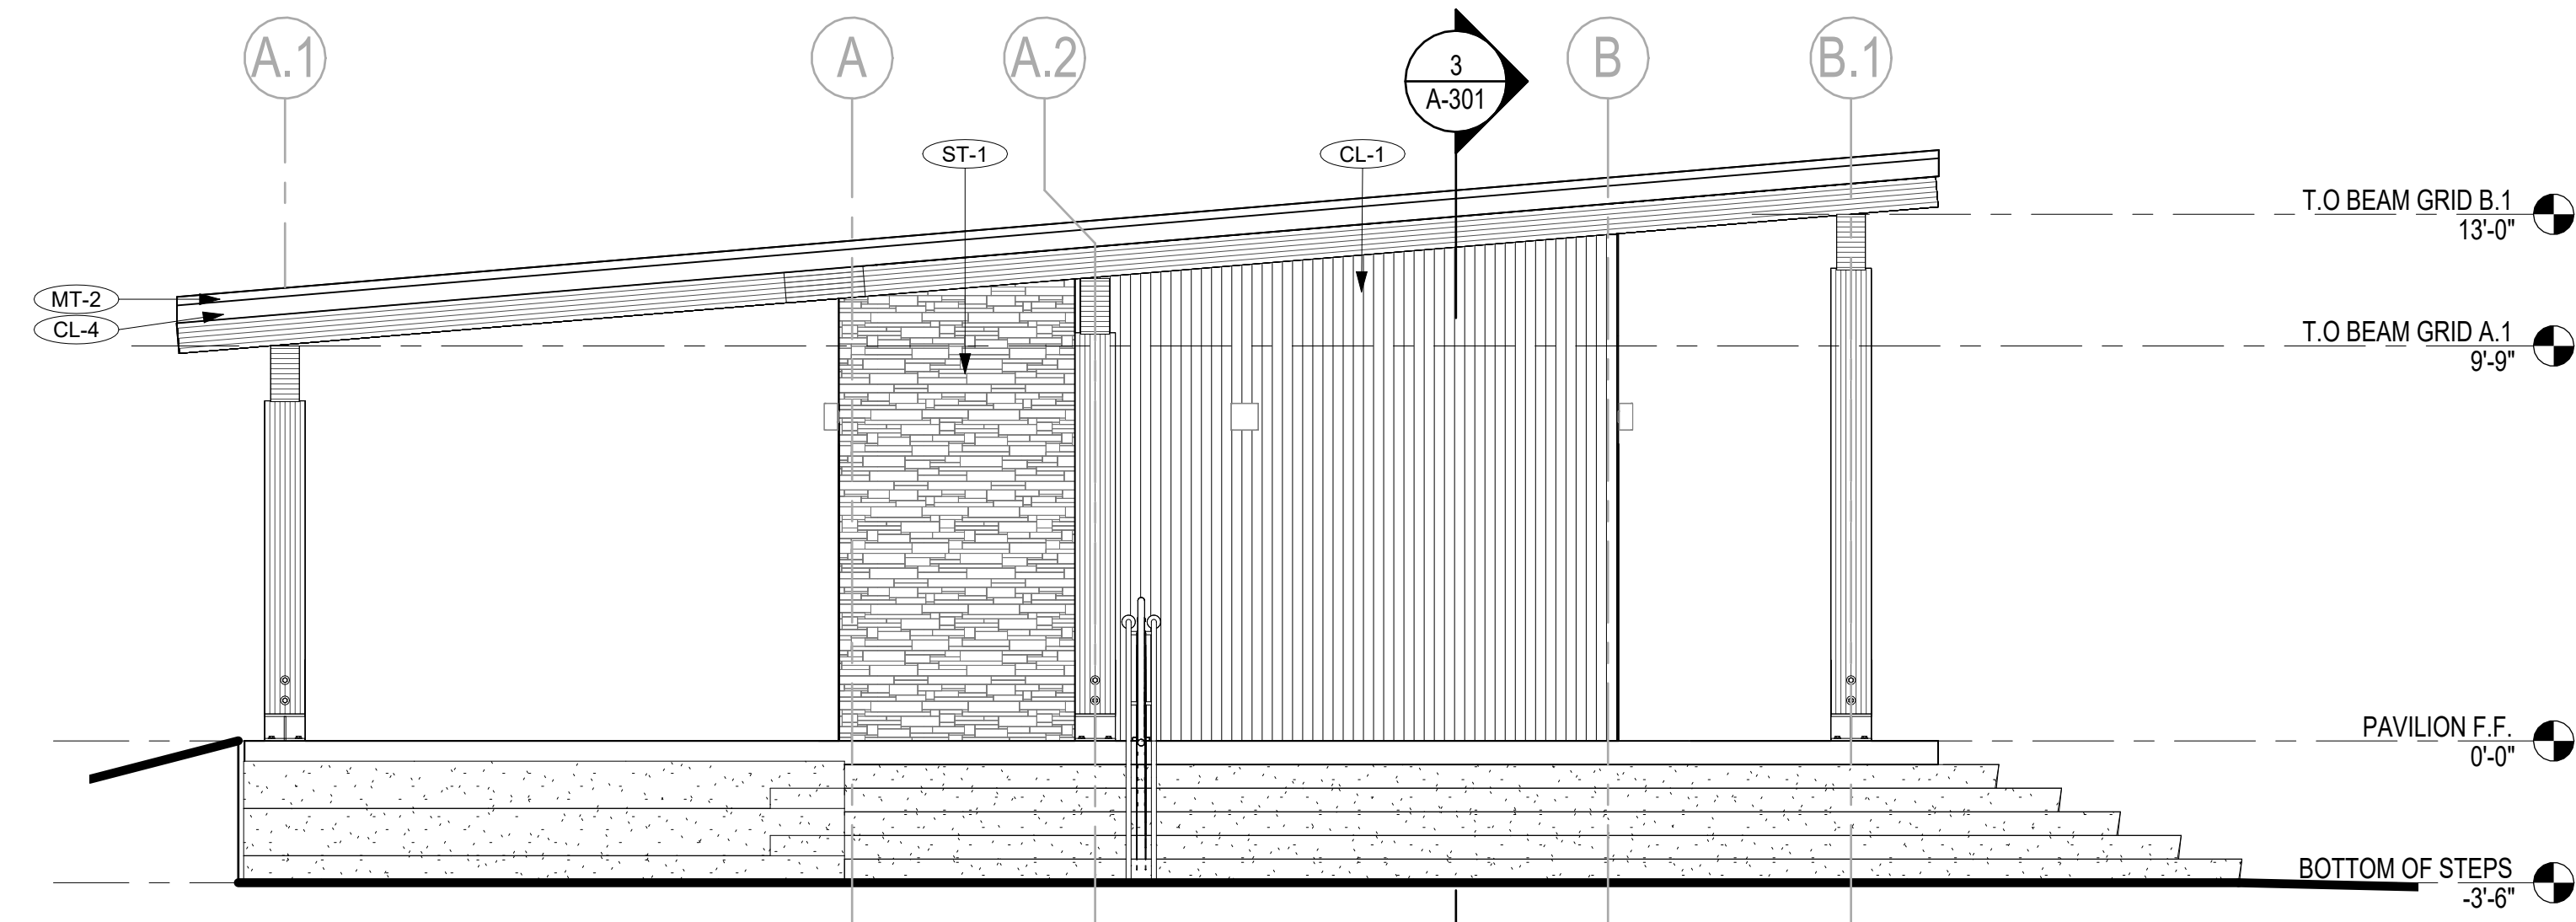 A.1
A
A.2
3
A-301
B
B.1
ST-1
CL-1
T.O BEAM GRID B.1
13'-0"
MT-2
CL-4
T.O BEAM GRID A.1
9'-9"
PAVILION F.F.
0'-0"
BOTTOM OF STEPS
-3'-6"